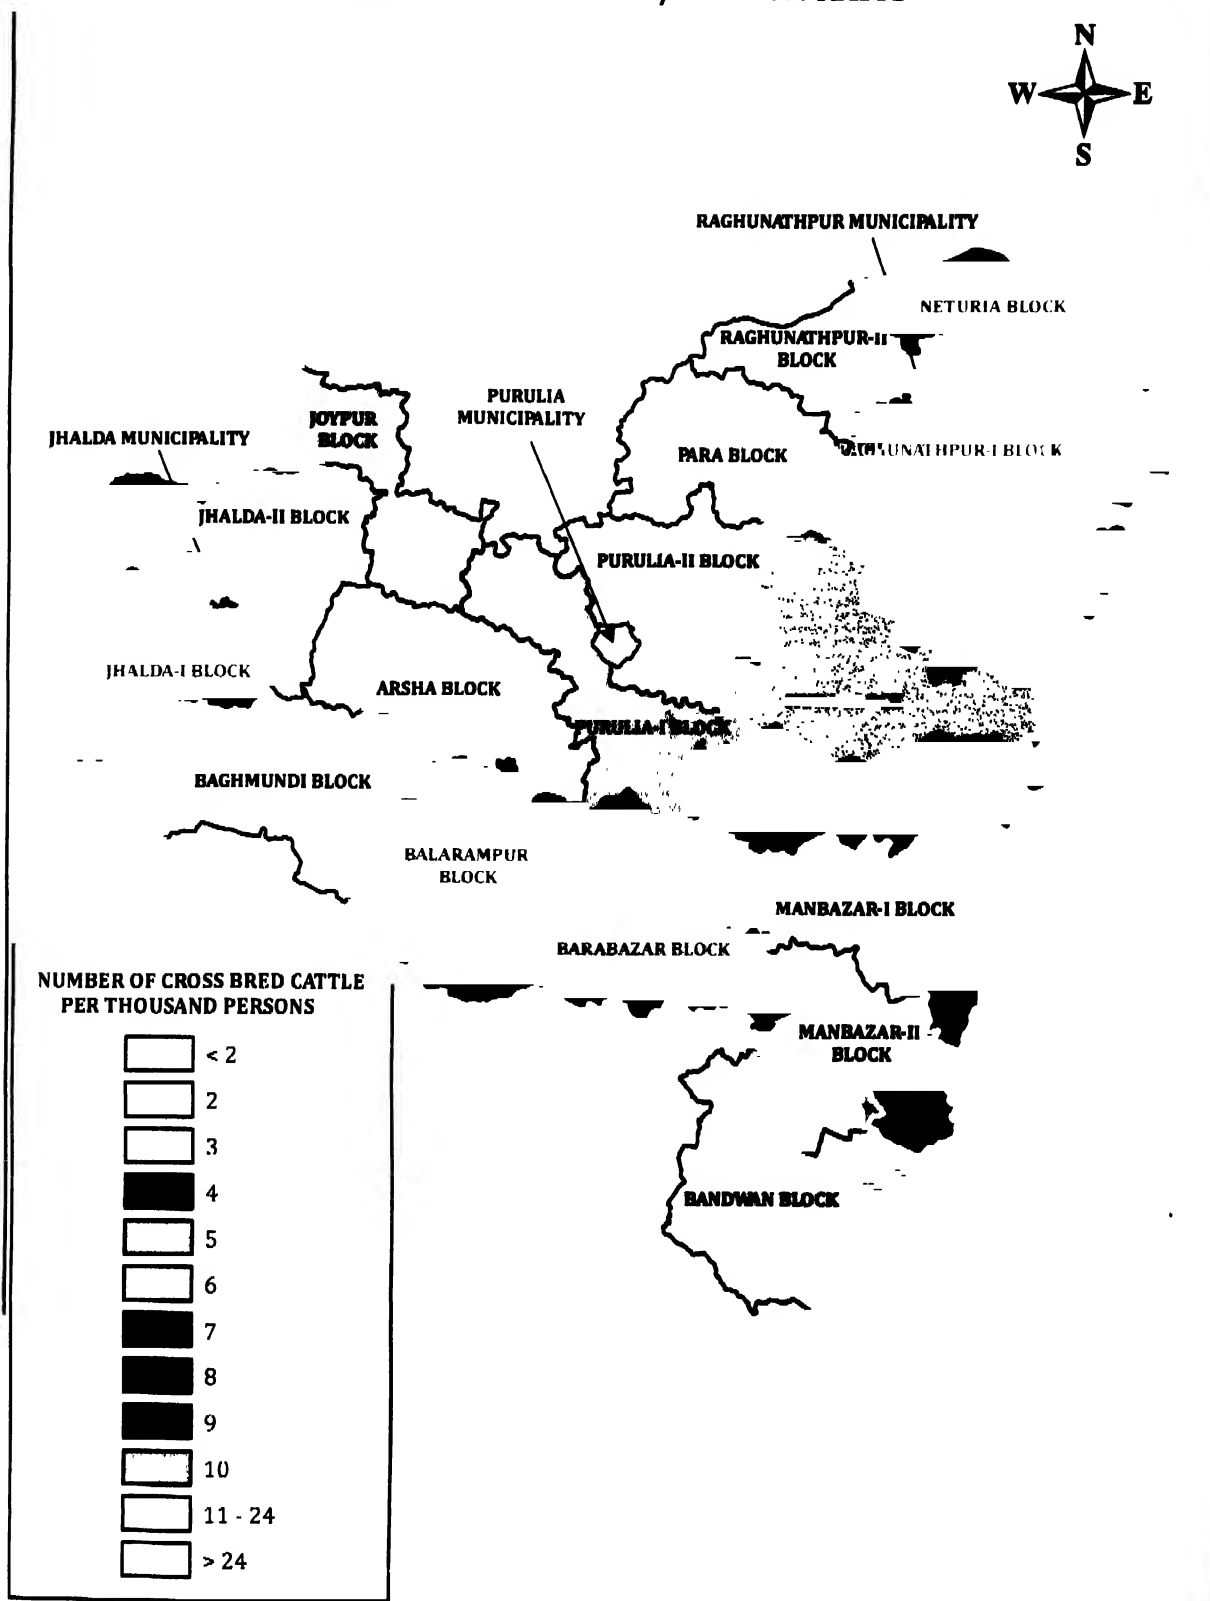 N
W E
S
RAGHUNATHPUR MUNICIPALITY
NETURIA BLOCK
RAGHUNATHPUR-II
BLOCK
PURULIA
MUNICIPALITY
JOYPUR
BLOCK
JHALDA MUNICIPALITY
PARA BLOCK
UNATHPUR-I BLOCK
JHALDA-II BLOCK
PURULIA-II BLOCK
JHALDA-I BLOCK
ARSHA BLOCK
PURULIA-I BLOCK
BAGHMUNDI BLOCK
BALARAMPUR
BLOCK
MANBAZAR-I BLOCK
BARABAZAR BLOCK
MANBAZAR-II
BLOCK
BANDWAN BLOCK
NUMBER OF CROSS BRED CATTLE
PER THOUSAND PERSONS
< 2
2
3
4
5
6
7
8
9
10
11 - 24
> 24